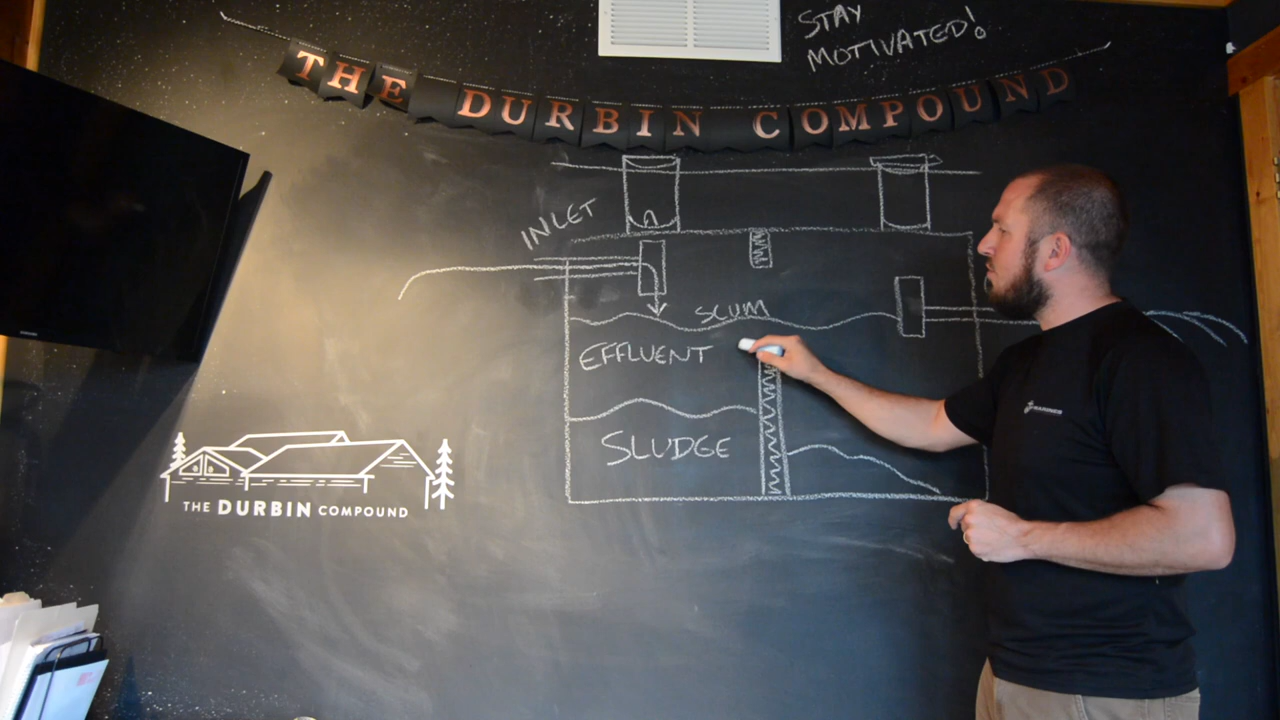 STAY
MOTIVATED!
THE DURBIN COMPOUND
INLET
SCUM
EFFLUENT
SLUDGE
THE DURBIN COMPOUND